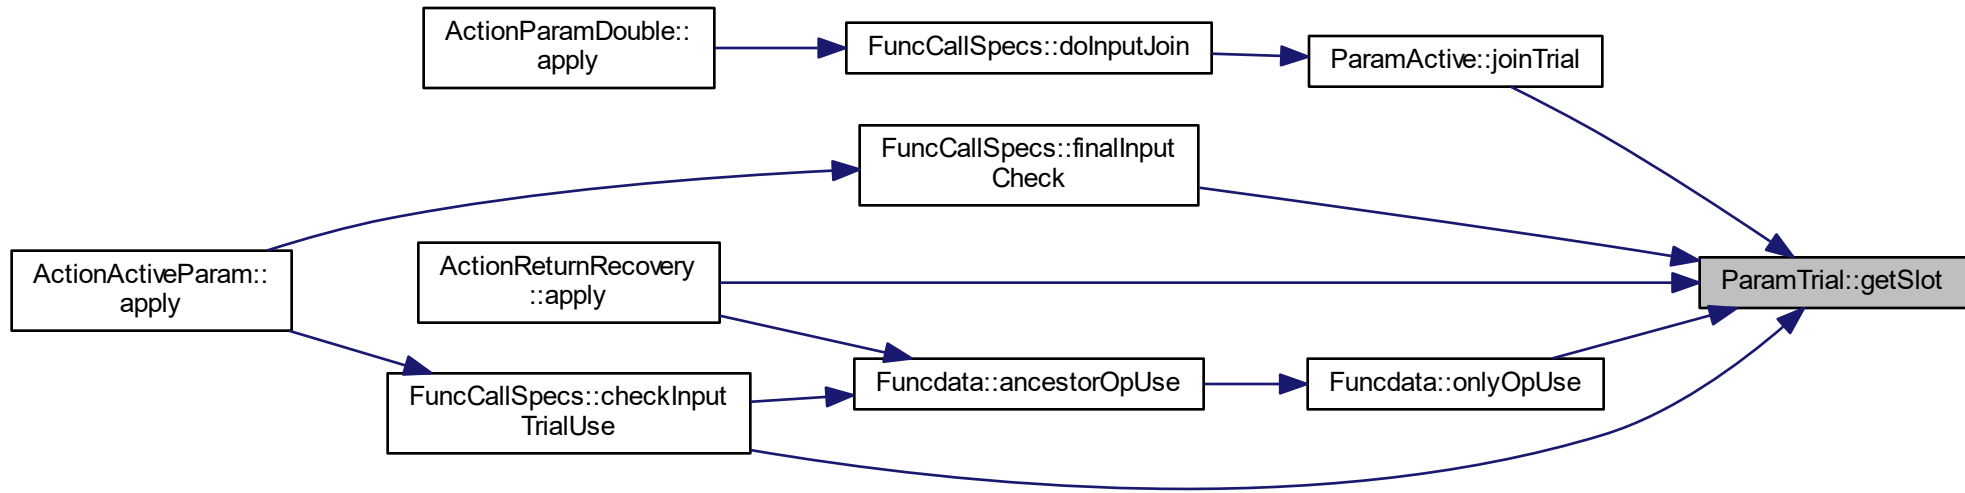 ActionParamDouble::
apply
FuncCallSpecs::doInputJoin
ParamActive::joinTrial
FuncCallSpecs::finalInput
Check
ActionActiveParam::
apply
ActionReturnRecovery
::apply
ParamTrial::getSlot
FuncCallSpecs::checkInput
TrialUse
Funcdata::ancestorOpUse
Funcdata::onlyOpUse